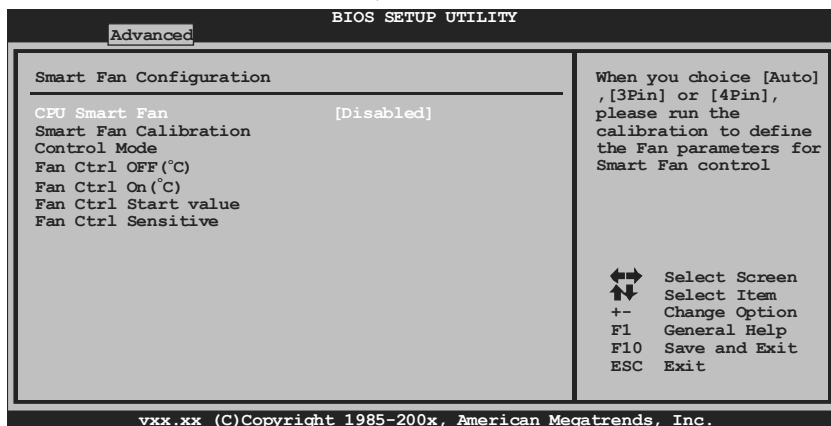 BIOS SETUP UTILITY
Advanced
Smart Fan Configuration
CPU Smart Fan [Disabled]
Smart Fan Calibration
Control Mode
Fan Ctrl OFF(°C)
Fan Ctrl On(°C)
Fan Ctrl Start value
Fan Ctrl Sensitive
When you choice [Auto]
,[3Pin] or [4Pin],
please run the
calibration to define
the Fan parameters for
Smart Fan control
Select Screen
Select Item
+- Change Option
F1 General Help
F10 Save and Exit
ESC Exit
vxx.xx (C)Copyright 1985-200x, American Megatrends, Inc.